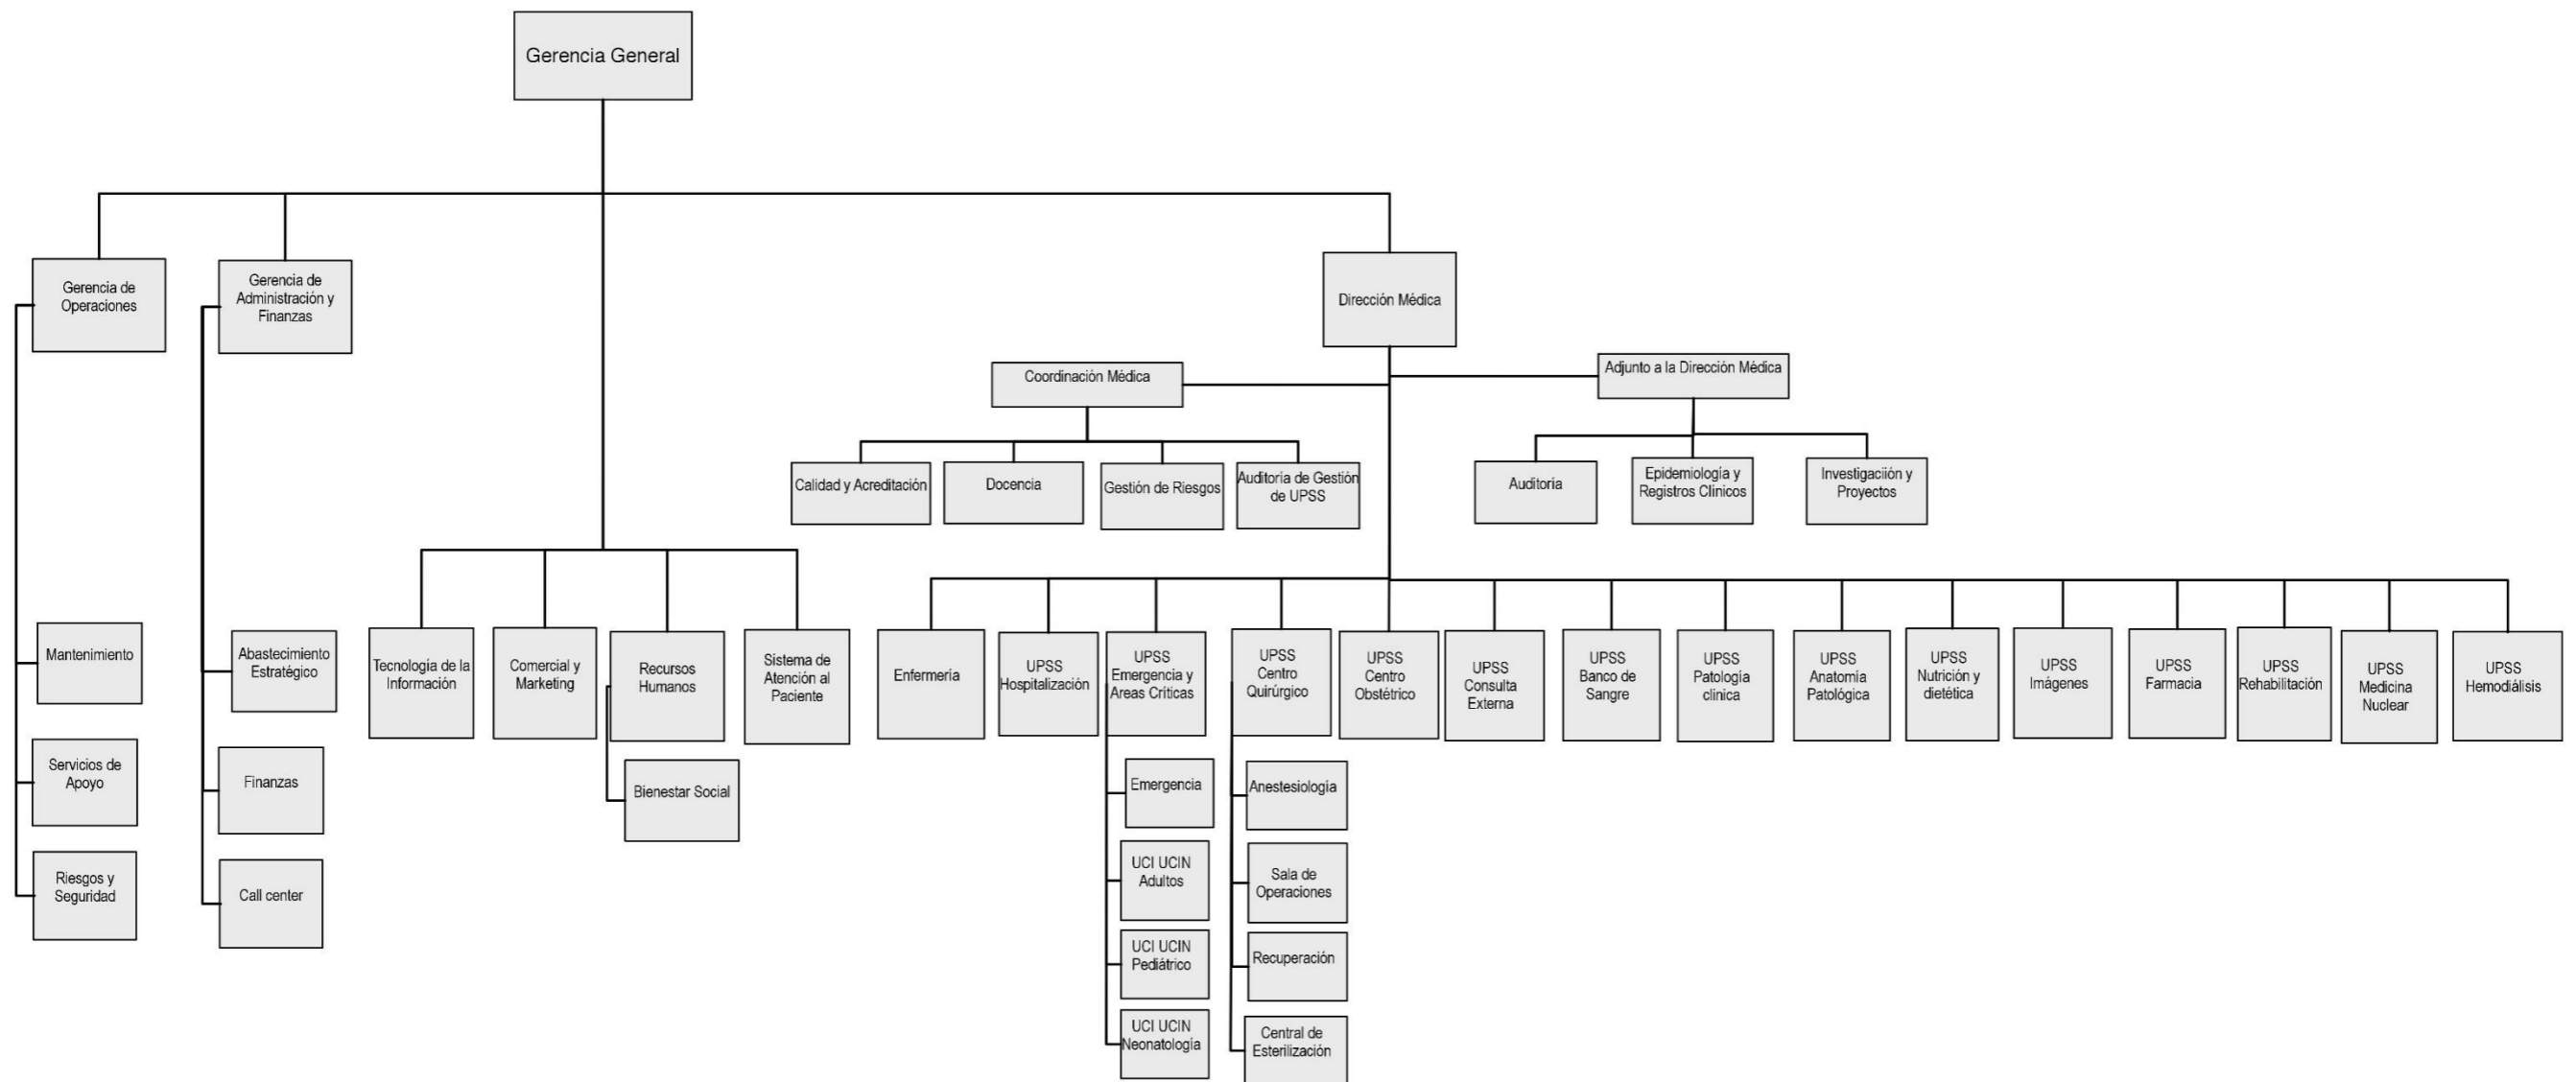 Gerencia General
Gerencia de
Operaciones
Gerencia de
Administración y
Finanzas
Dirección Médica
Coordinación Médica
Adjunto a la Dirección Médica
Calidad y Acreditación
Docencia
Gestión de Riesgos
Auditoría de Gestión
de UPSS
Auditoría
Epidemiología y
Registros Clínicos
Investigaciión y
Proyectos
Mantenimiento
Servicios de
Apoyo
Riesgos y
Seguridad
Abastecimiento
Estratégico
Finanzas
Call center
Tecnología de la
Información
Comercial y
Marketing
Recursos
Humanos
Bienestar Social
Sistema de
Atención al
Paciente
Enfermería
UPSS
Hospitalización
UPSS
Emergencia y
Areas Críticas
Emergencia
UCI UCIN
Adultos
UCI UCIN
Pediátrico
UCI UCIN
Neonatología
UPSS
Centro
Quirùrgico
Anestesiología
Sala de
Operaciones
Recuperación
Central de
Esterilización
UPSS
Centro
Obstétrico
UPSS
Consulta
Externa
UPSS
Banco de
Sangre
UPSS
Patología
clinica
UPSS
Anatomía
Patológica
UPSS
Nutrición y
dietética
UPSS
Imágenes
UPSS
Farmacia
UPSS
Rehabilitación
UPSS
Medicina
Nuclear
UPSS
Hemodiálisis